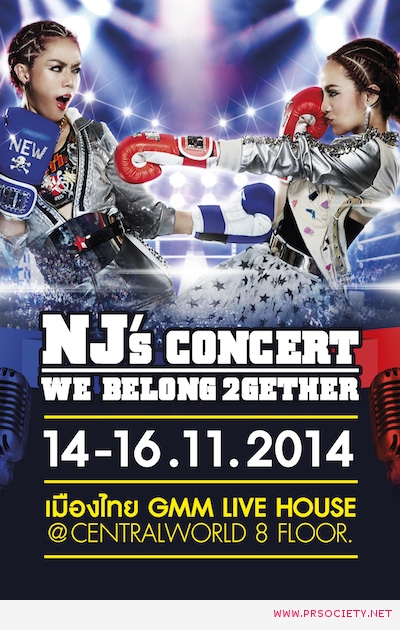 NEW
NJ's CONCERT
WE BELONG 2GETHER
14-16.11.2014
เมืองไทย GMM LIVE HOUSE
@CENTRALWORLD 8 FLOOR.
WWW.PRSOCIETY.NET